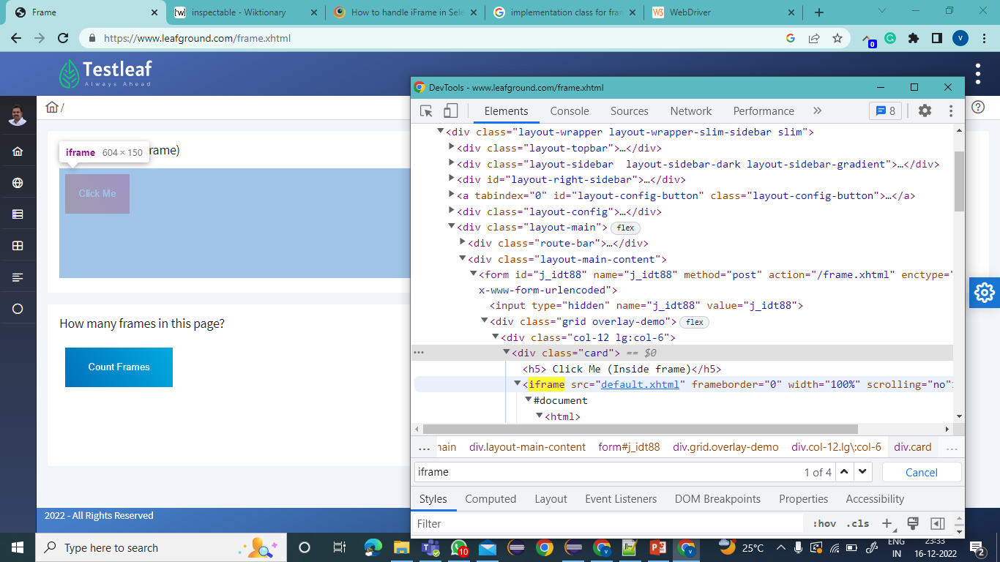 Frame
inspectable - Wiktionary
How to handle iFrame in Sele
implementation class for fran
WebDriver
https://www.leafground.com/frame.xhtml
0
V
Testleaf
Always Ahead
/
iframe 604 × 150
rame)
Click Me
How many frames in this page?
Count Frames
2022 - All Rights Reserved
DevTools - www.leafground.com/frame.xhtml
Elements
Console
Sources
Network
Performance
8
<div class="layout-wrapper layout-wrapper-slim-sidebar slim">
<div class="layout-topbar">…</div>
<div class="layout-sidebar  layout-sidebar-dark layout-sidebar-gradient">…</div>
<div id="layout-right-sidebar">…</div>
<a tabindex="0" id="layout-config-button" class="layout-config-button">…</a>
<div class="layout-config">…</div>
<div class="layout-main"> flex
<div class="route-bar">…</div>
<div class="layout-main-content">
<form id="j_idt88" name="j_idt88" method="post" action="/frame.xhtml" enctype="
x-www-form-urlencoded">
<input type="hidden" name="j_idt88" value="j_idt88">
<div class="grid overlay-demo"> flex
<div class="col-12 lg:col-6">
<div class="card"> == $0
<h5> Click Me (Inside frame)</h5>
<iframe src="default.xhtml" frameborder="0" width="100%" scrolling="no"
#document
<html>
... nain div.layout-main-content form#j_idt88 div.grid.overlay-demo div.col-12.lg\:col-6 div.card ...
iframe
1 of 4
Cancel
Styles
Computed
Layout
Event Listeners
DOM Breakpoints
Properties
Accessibility
Filter
:hov .cls
Type here to search
10
25°C
ENG
IN
23:33
16-12-2022
2